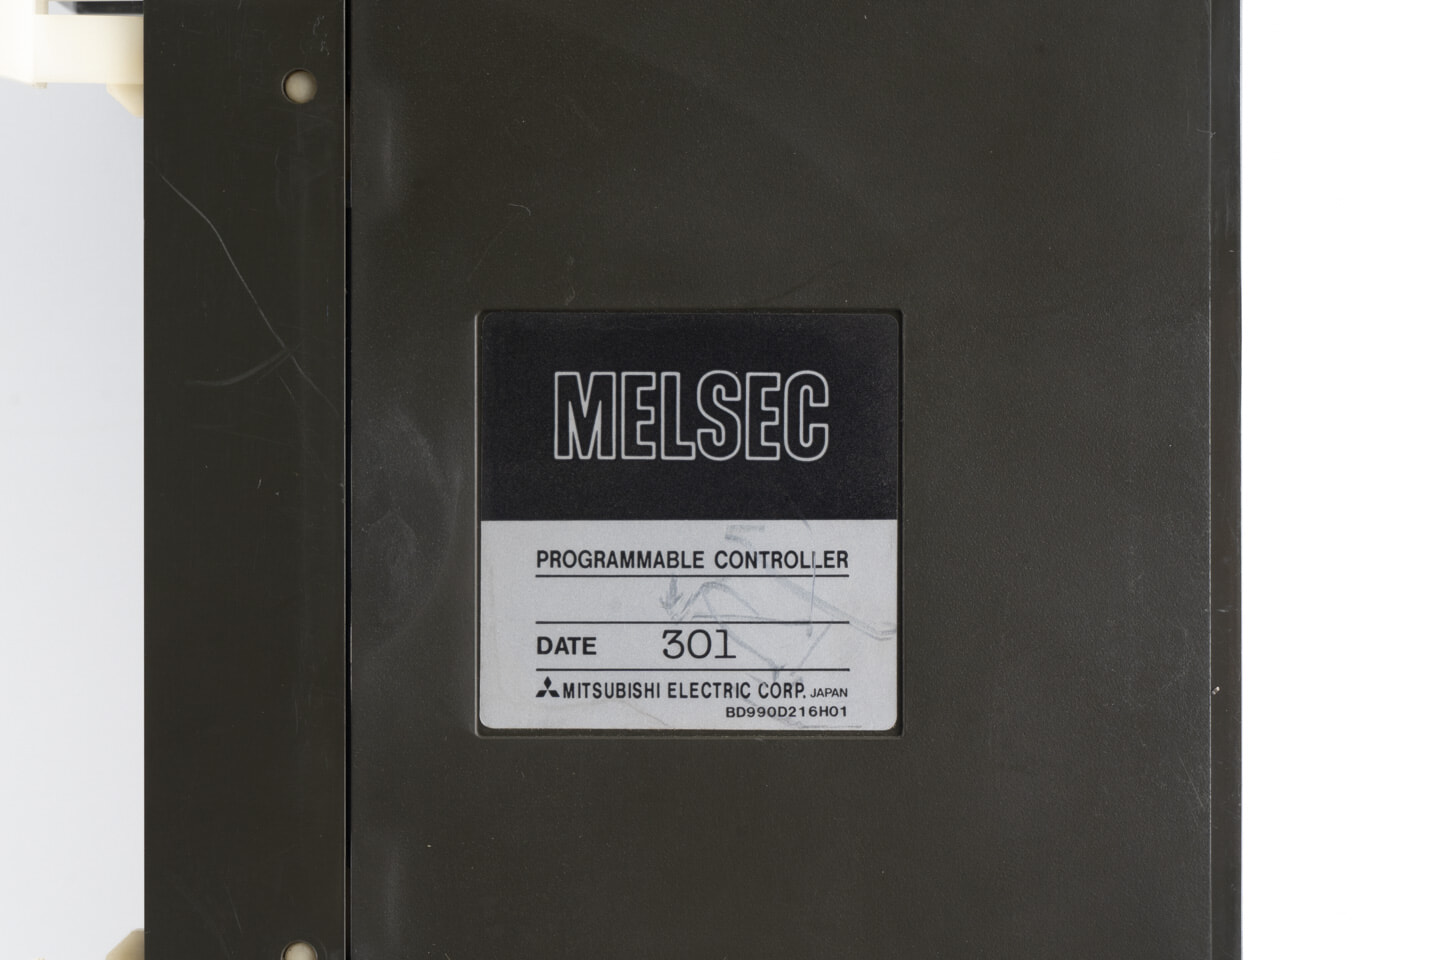 MELSEC
PROGRAMMABLE CONTROLLER
DATE 301
MITSUBISHI ELECTRIC CORP. JAPAN
BD990D216H01